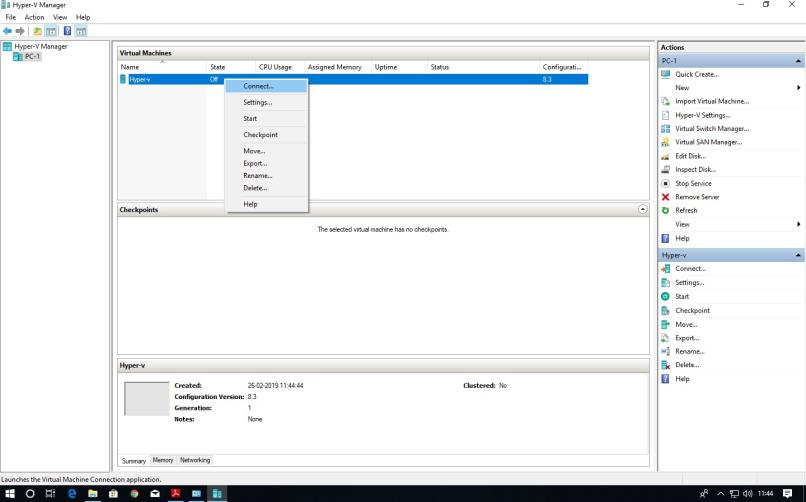 Hyper-V Manager
File Action View Help
Hyper-V Manager
PC-1
Virtual Machines
Name State CPU Usage Assigned Memory Uptime Status Configurati...
Hyper-v Off 8.3
Connect...
Settings...
Start
Checkpoint
Move...
Export...
Rename...
Delete...
Help
Checkpoints
The selected virtual machine has no checkpoints.
Hyper-v
Created: 26-02-2019 11:44:44 Clustered: No
Configuration Version: 8.3
Generation: 1
Notes: None
Summary Memory Networking
Actions
PC-1
Quick Create...
New
Import Virtual Machine...
Hyper-V Settings...
Virtual Switch Manager...
Virtual SAN Manager...
Edit Disk...
Inspect Disk...
Stop Service
Remove Server
Refresh
View
Help
Hyper-v
Connect...
Settings...
Start
Checkpoint
Move...
Export...
Rename...
Delete...
Help
Launches the Virtual Machine Connection application.
11:44